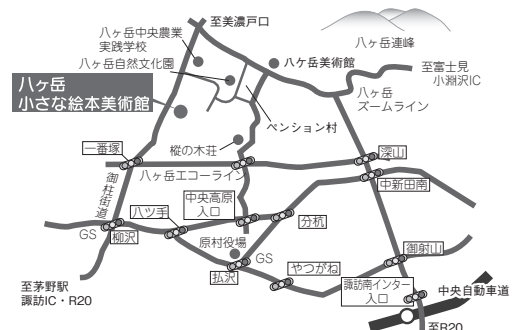 至美濃戸口
八ヶ岳中央農業
実践学校
八ヶ岳自然文化園
八ヶ岳美術館
八ヶ岳連峰
至富士見
小淵沢IC
八ヶ岳
ズームライン
八ヶ岳
小さな絵本美術館
ペンション村
樅の木荘
一番塚
深山
八ヶ岳エコーライン
御柱街道
中央高原
入口
中新田南
八ツ手
分杭
GS
柳沢
原村役場
GS
御射山
払沢
やつがね
至茅野駅
諏訪IC・R20
諏訪南インター
入口
中央自動車道
至R20